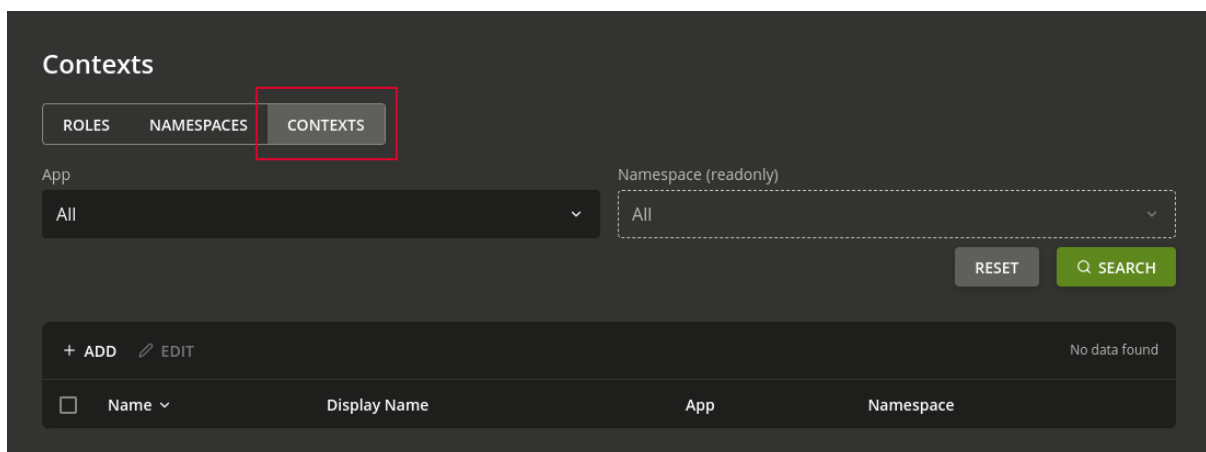 Contexts
ROLES NAMESPACES CONTEXTS
App Namespace (readonly)
All All
RESET SEARCH
+ ADD EDIT No data found
Name Display Name App Namespace